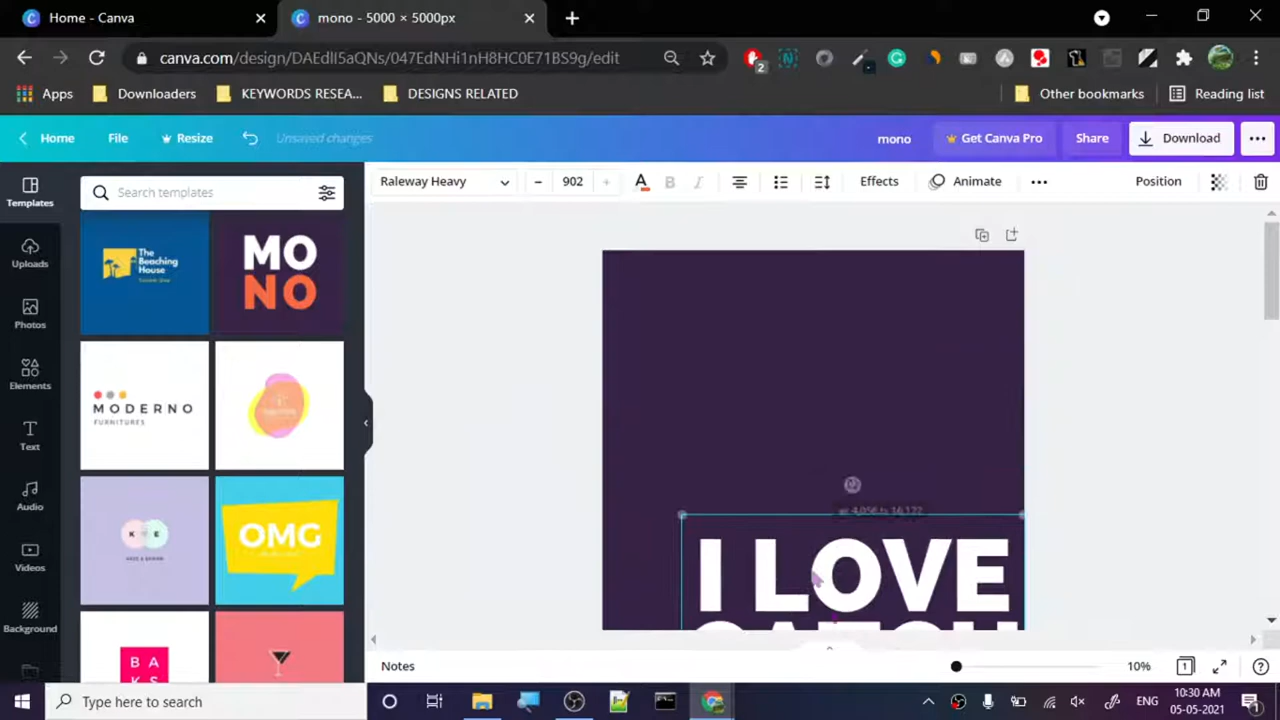 Home - Canva
mono - 5000 × 5000px
canva.com/design/DAEdlI5aQNs/047EdNHi1nH8HC0E71BS9g/edit
2
Apps
Downloaders
KEYWORDS RESEA...
DESIGNS RELATED
Other bookmarks
Reading list
Home
File
Resize
Unsaved changes
mono
Get Canva Pro
Share
Download
Templates
Search templates
Raleway Heavy
902
A
B
I
Effects
Animate
Position
Uploads
Photos
Elements
Text
Audio
Videos
Background
The
Beaching
House
MO
NO
MODERNO
FURNITURES
K
E
OMG
B A
K S
I LOVE
Notes
10%
1
Type here to search
ENG
10:30 AM
05-05-2021
1